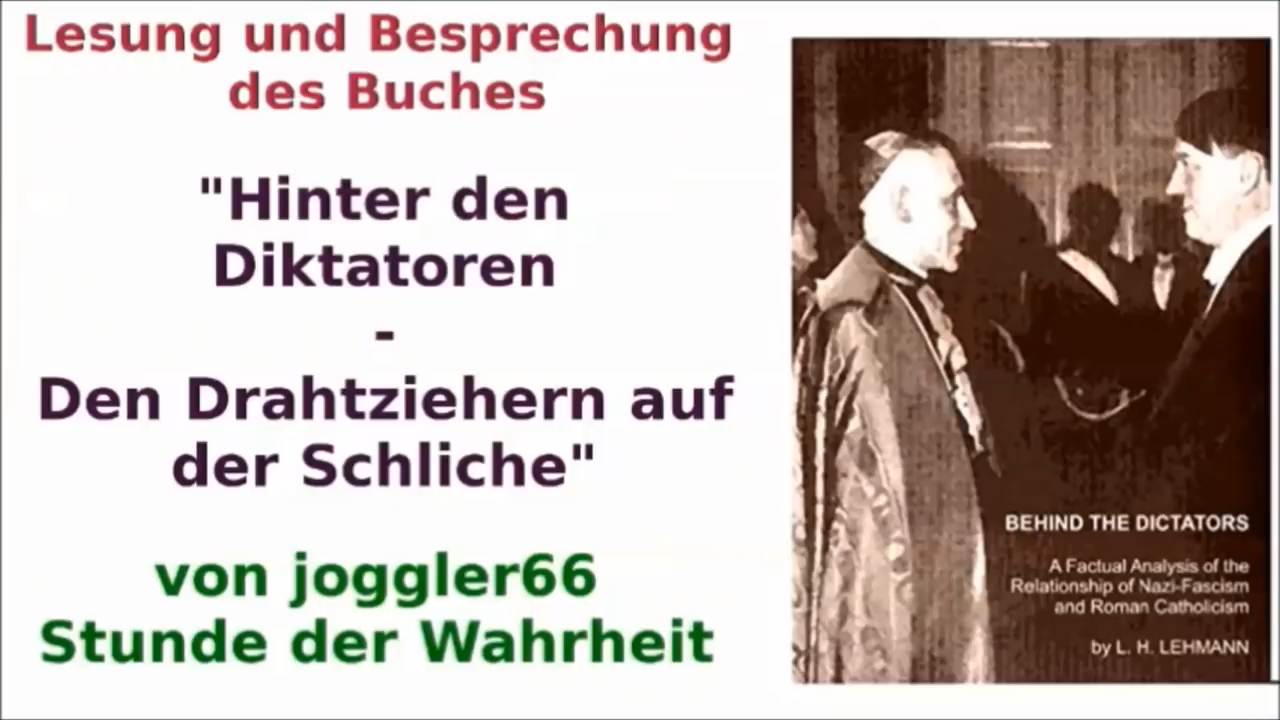 Lesung und Besprechung
des Buches
"Hinter den
Diktatoren
-
Den Drahtziehern auf
der Schliche"
von joggler66
Stunde der Wahrheit
BEHIND THE DICTATORS
A Factual Analysis of the
Relationship of Nazi-Fascism
and Roman Catholicism
by L. H. LEHMANN